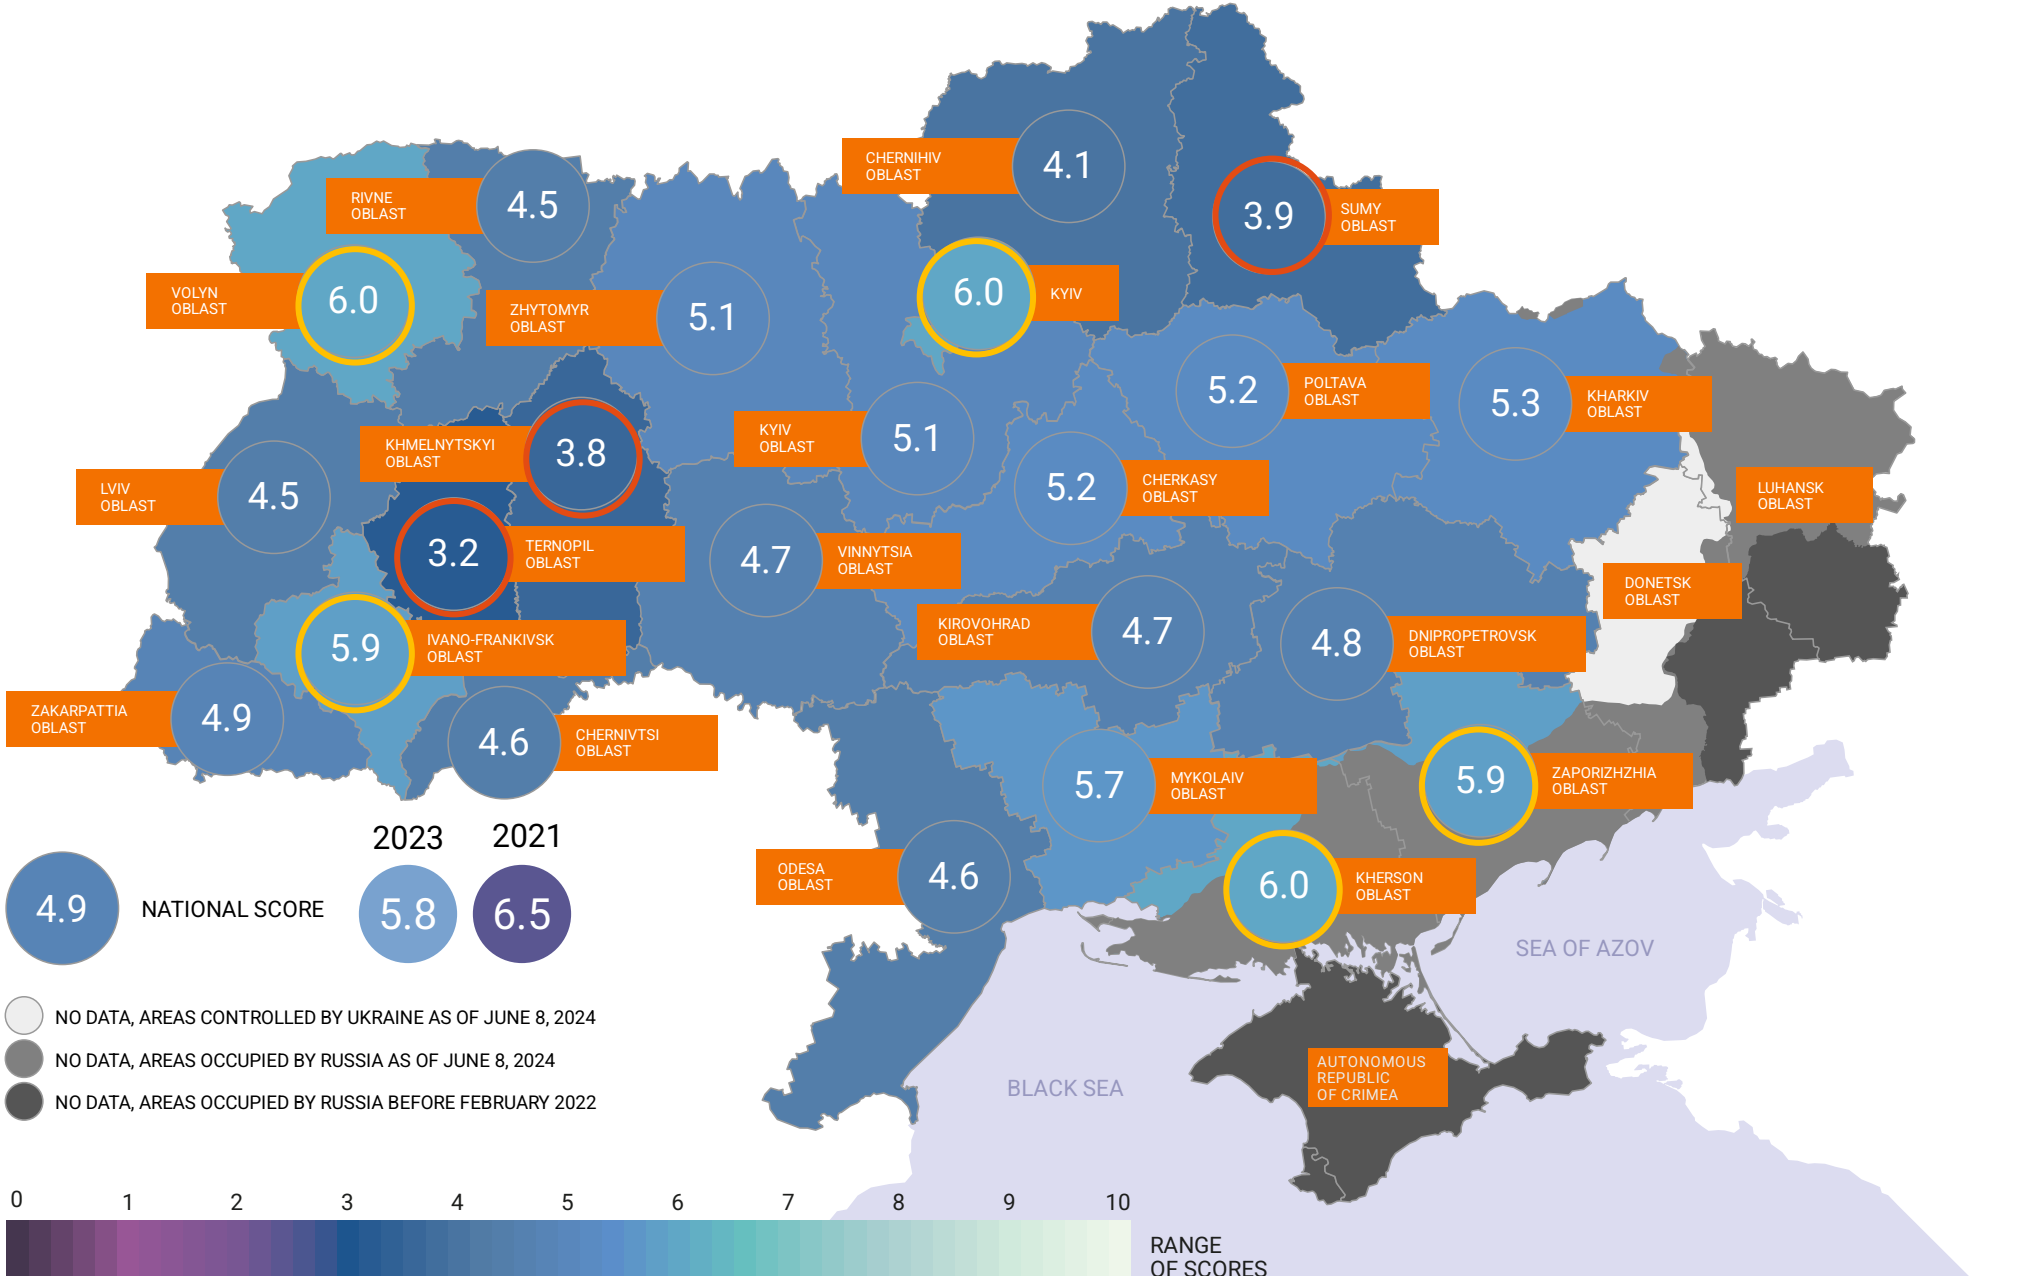 CHERNIHIV
OBLAST
4.1
RIVNE
OBLAST
4.5
3.9
SUMY
OBLAST
VOLYN
OBLAST
6.0
ZHYTOMYR
OBLAST
5.1
6.0
KYIV
5.2
POLTAVA
OBLAST
5.3
KHARKIV
OBLAST
KHMELNYTSKYI
OBLAST
3.8
KYIV
OBLAST
5.1
LVIV
OBLAST
4.5
5.2
CHERKASY
OBLAST
LUHANSK
OBLAST
3.2
TERNOPIL
OBLAST
4.7
VINNYTSIA
OBLAST
DONETSK
OBLAST
5.9
IVANO-FRANKIVSK
OBLAST
KIROVOHRAD
OBLAST
4.7
4.8
DNIPROPETROVSK
OBLAST
ZAKARPATTIA
OBLAST
4.9
4.6
CHERNIVTSI
OBLAST
5.7
MYKOLAIV
OBLAST
5.9
ZAPORIZHZHIA
OBLAST
ODESA
OBLAST
4.6
6.0
KHERSON
OBLAST
2023
2021
4.9
NATIONAL SCORE
5.8
6.5
SEA OF AZOV
NO DATA, AREAS CONTROLLED BY UKRAINE AS OF JUNE 8, 2024
NO DATA, AREAS OCCUPIED BY RUSSIA AS OF JUNE 8, 2024
NO DATA, AREAS OCCUPIED BY RUSSIA BEFORE FEBRUARY 2022
BLACK SEA
AUTONOMOUS
REPUBLIC
OF CRIMEA
0 1 2 3 4 5 6 7 8 9 10
RANGE
OF SCORES